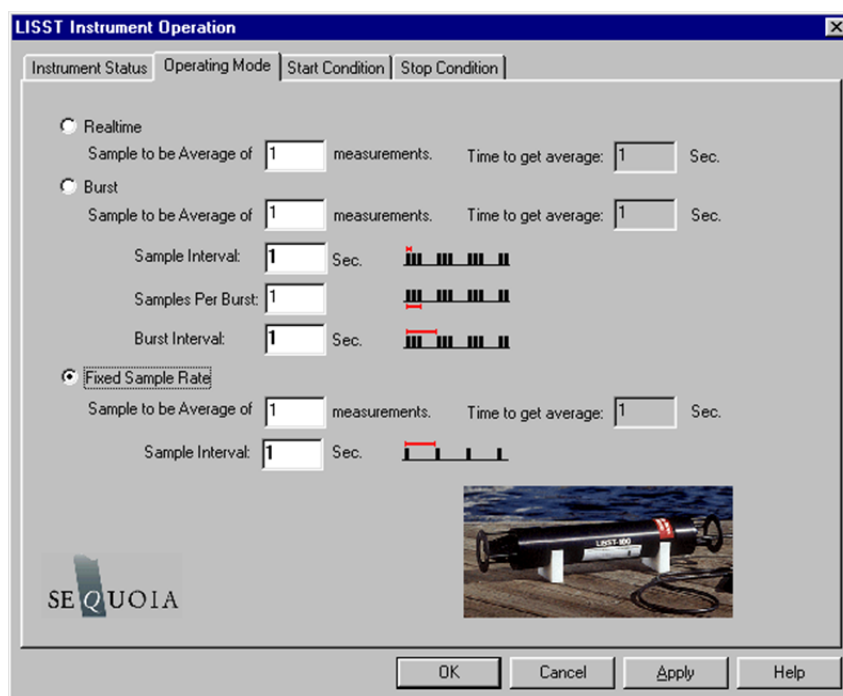 LISST Instrument Operation
Instrument Status Operating Mode Start Condition Stop Condition
Realtime
Sample to be Average of 1 measurements. Time to get average: 1 Sec.
Burst
Sample to be Average of 1 measurements. Time to get average: 1 Sec.
Sample Interval: 1 Sec.
Samples Per Burst: 1
Burst Interval: 1 Sec.
Fixed Sample Rate
Sample to be Average of 1 measurements. Time to get average: 1 Sec.
Sample Interval: 1 Sec.
LISST-100
SEQUOIA
OK Cancel Apply Help